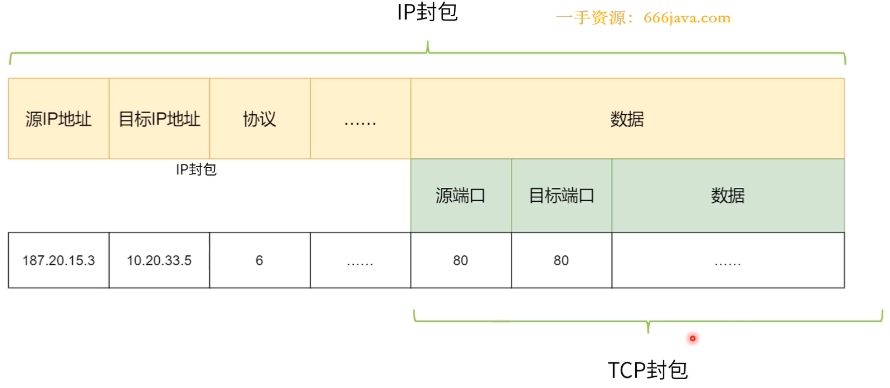 IP封包
一手资源：666java.com
源IP地址 目标IP地址 协议 …… 数据
IP封包
源端口 目标端口 数据
187.20.15.3 10.20.33.5 6 …… 80 80 ……
TCP封包